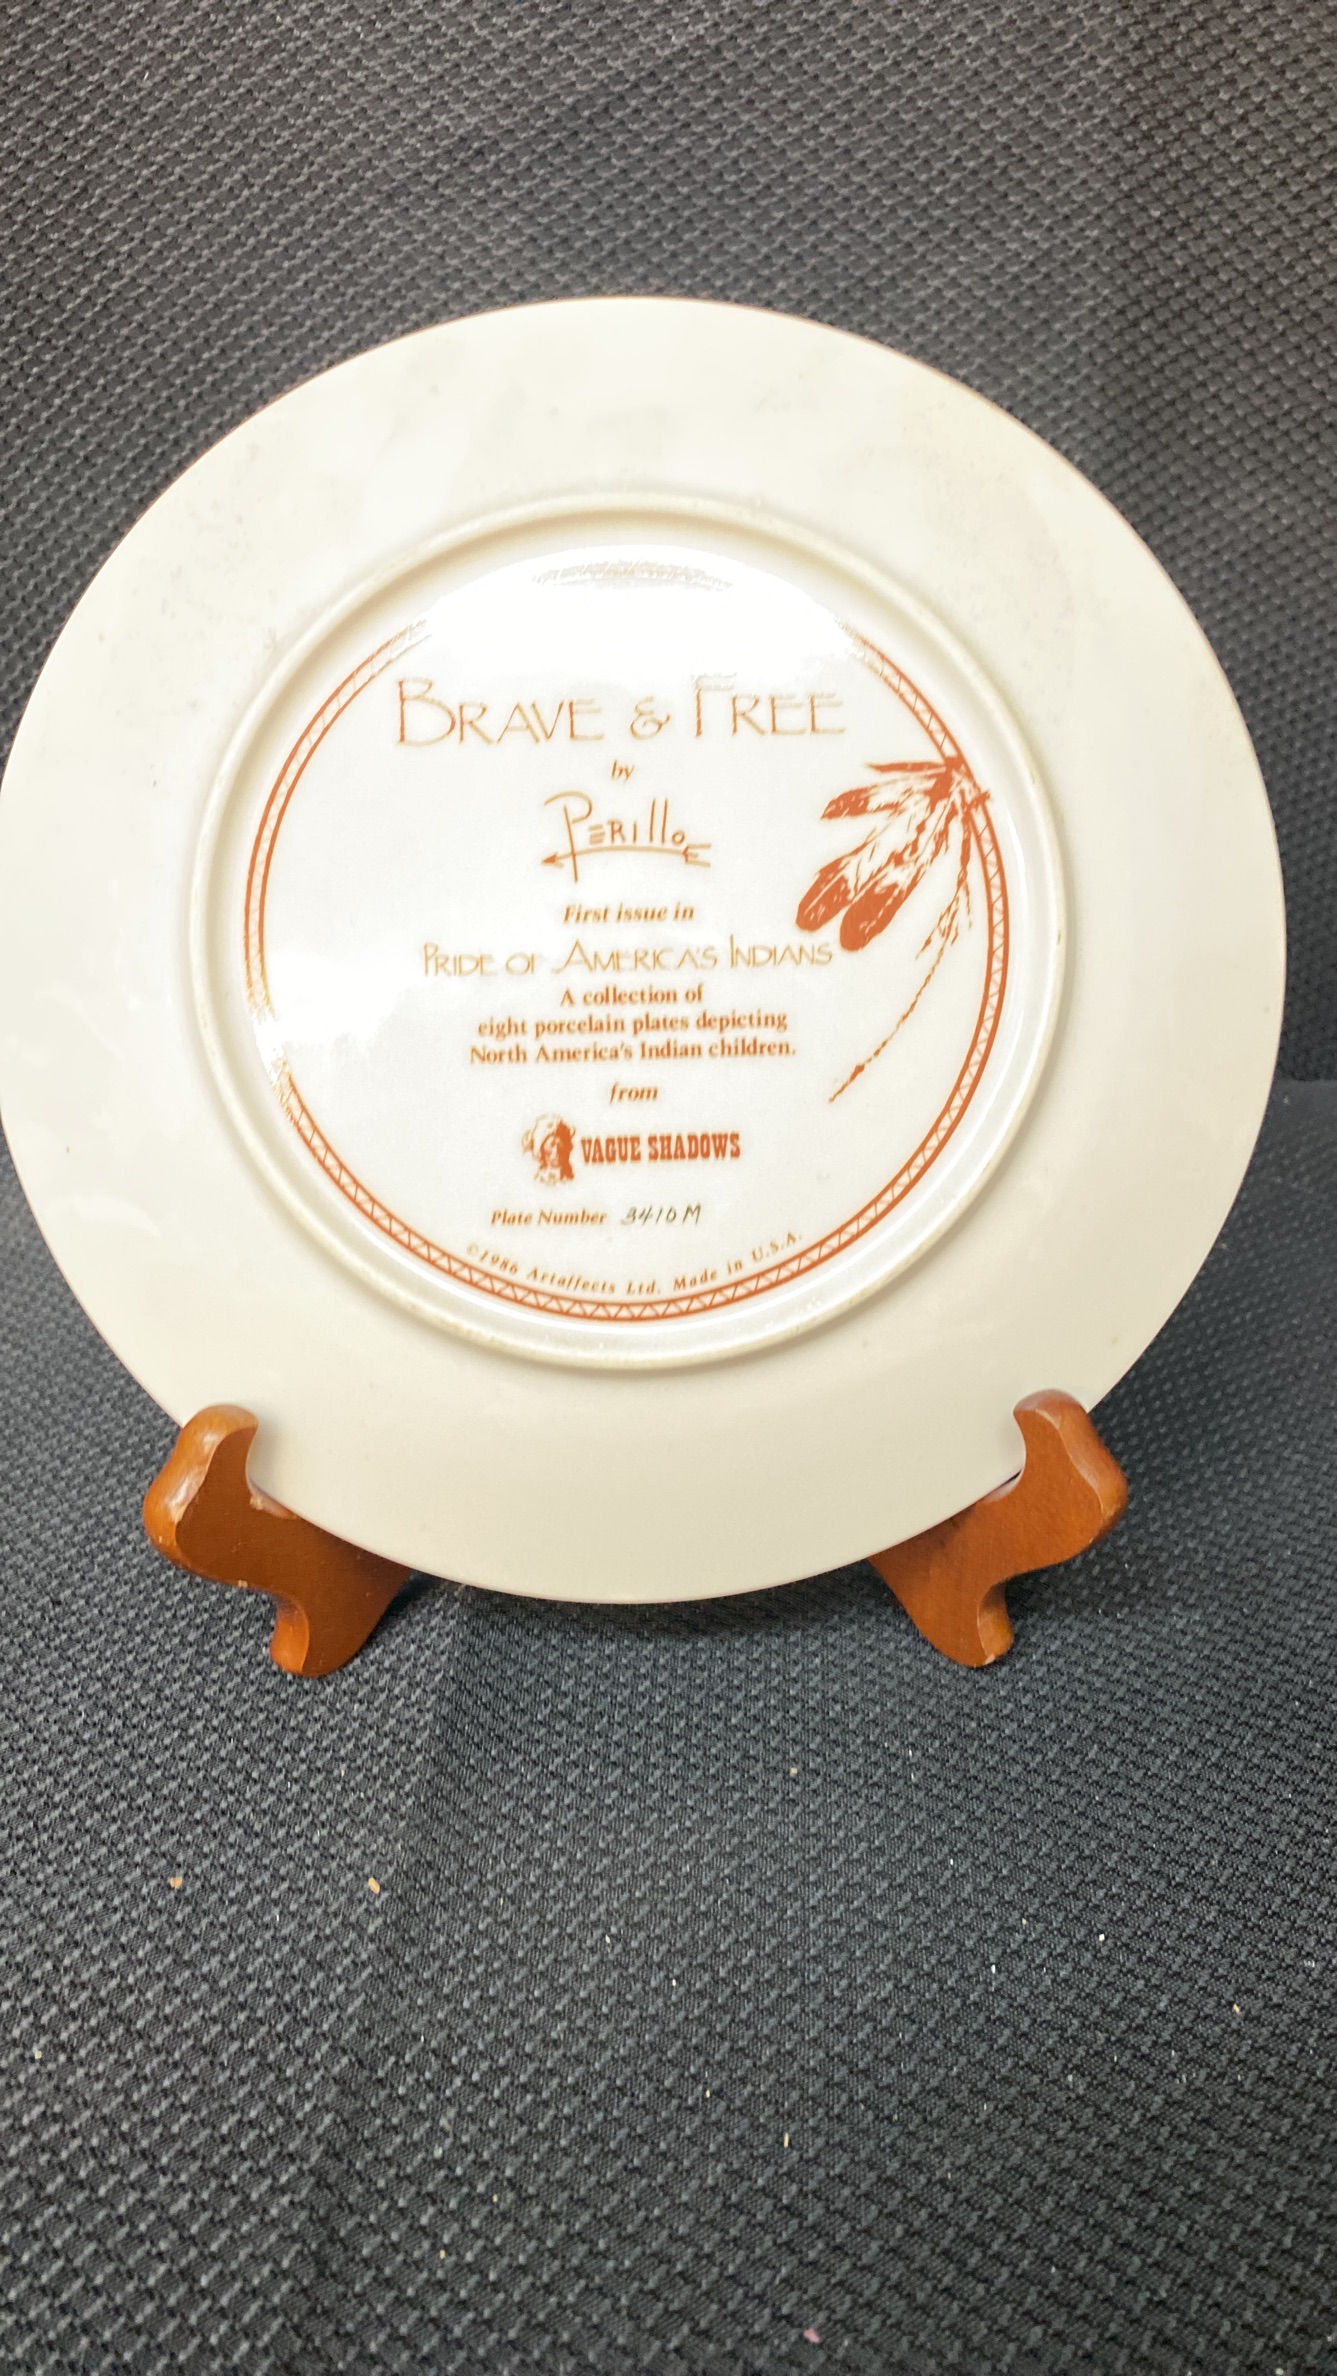 BRAVE & FREE
by
PERIllO
First issue in
PRIDE OF AMERICA'S INDIANS
A collection of
eight porcelain plates depicting
North America's Indian children.
from
VAGUE SHADOWS
Plate Number 3410 M
©1986 Artaffects Ltd. Made in U.S.A.